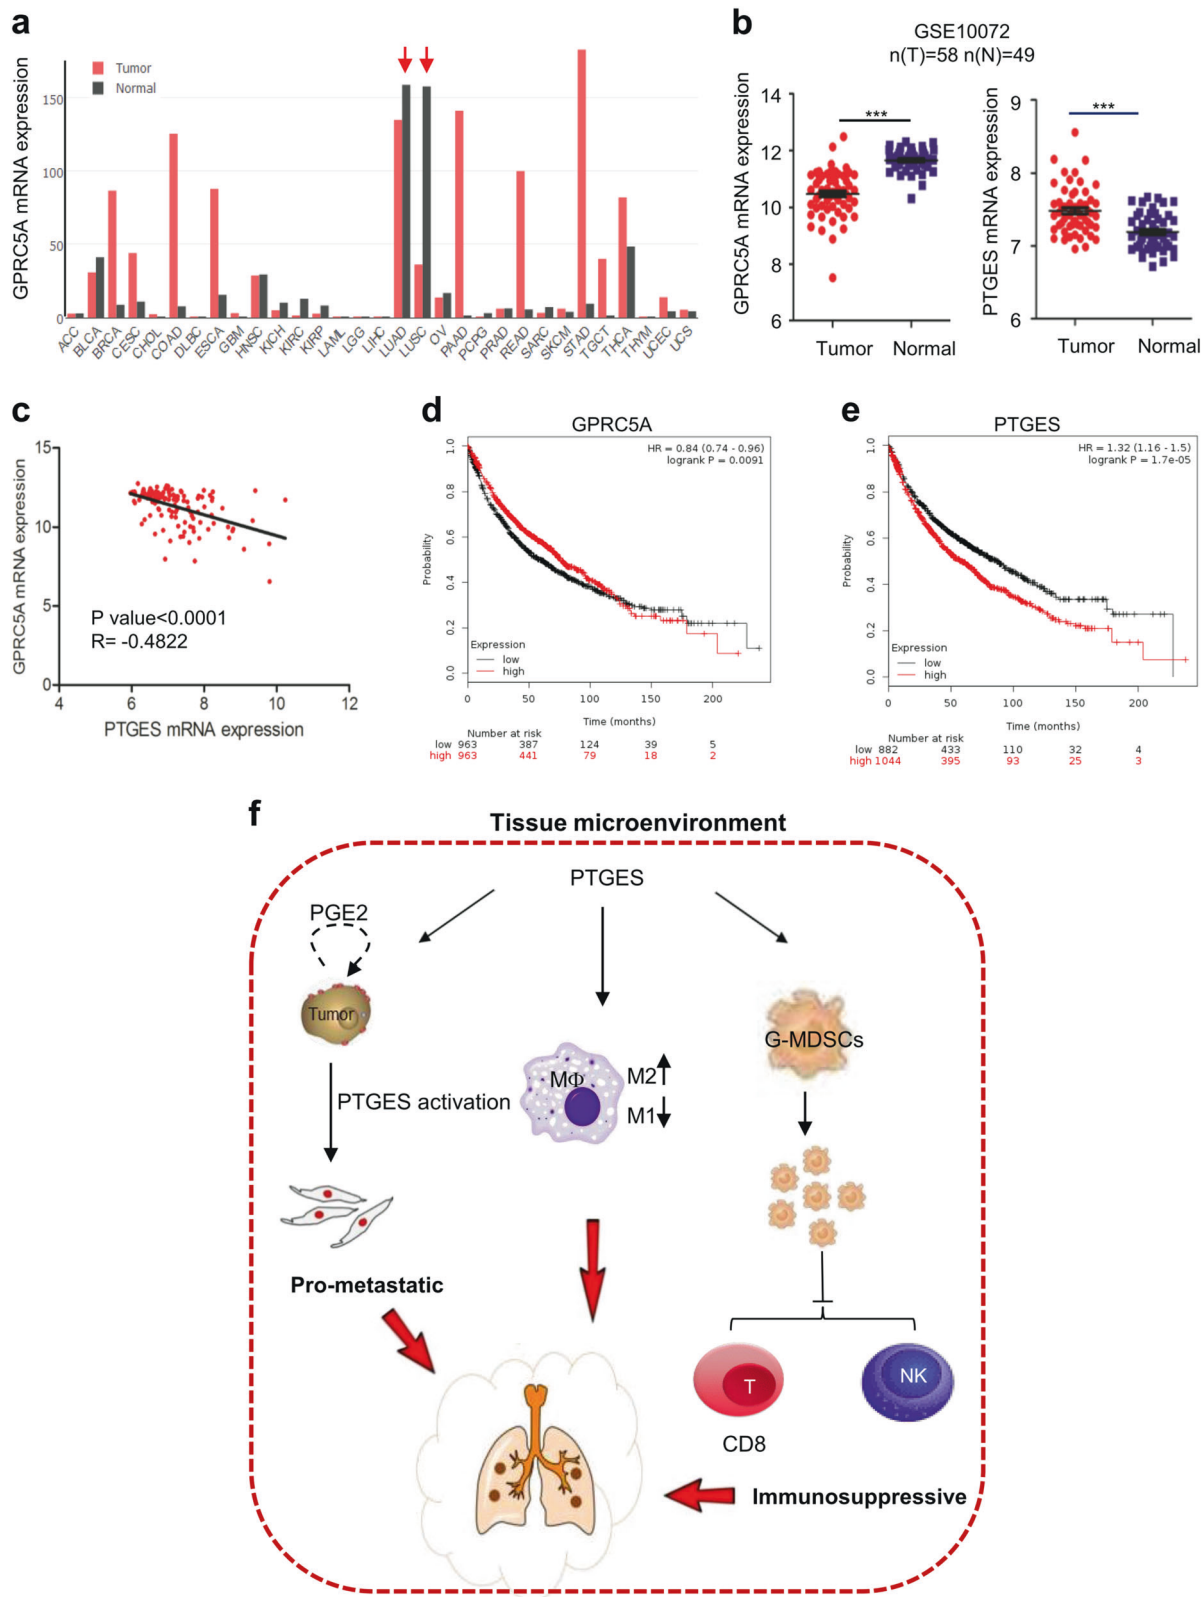 a
GPRC5A mRNA expression
Tumor
Normal
150
100
50
0
ACC
BLCA
BRCA
CESC
CHOL
COAD
DLBC
ESCA
GBM
HNSC
KICH
KIRC
KIRP
LAML
LGG
LIHC
LUAD
LUSC
OV
PAAD
PCPG
PRAD
READ
SARC
SKCM
STAD
TGCT
THCA
THYM
UCEC
UCS
b
GSE10072
n(T)=58 n(N)=49
GPRC5A mRNA expression
14
12
10
8
6
***
Tumor
Normal
PTGES mRNA expression
9
8
7
6
***
Tumor
Normal
c
GPRC5A mRNA expression
15
10
5
0
P value<0.0001
R= -0.4822
4
6
8
10
12
PTGES mRNA expression
d
GPRC5A
HR = 0.84 (0.74 - 0.96)
logrank P = 0.0091
Probability
1.0
0.8
0.6
0.4
0.2
0.0
Expression
low
high
0
50
100
150
200
Time (months)
Number at risk
low 963 387 124 39 5
high 963 441 79 18 2
e
PTGES
HR = 1.32 (1.16 - 1.5)
logrank P = 1.7e-05
Probability
1.0
0.8
0.6
0.4
0.2
0.0
Expression
low
high
0
50
100
150
200
Time (months)
Number at risk
low 882 433 110 32 4
high 1044 395 93 25 3
f
Tissue microenvironment
PTGES
PGE2
Tumor
PTGES activation
MΦ
M2
M1
G-MDSCs
Pro-metastatic
T
NK
CD8
Immunosuppressive